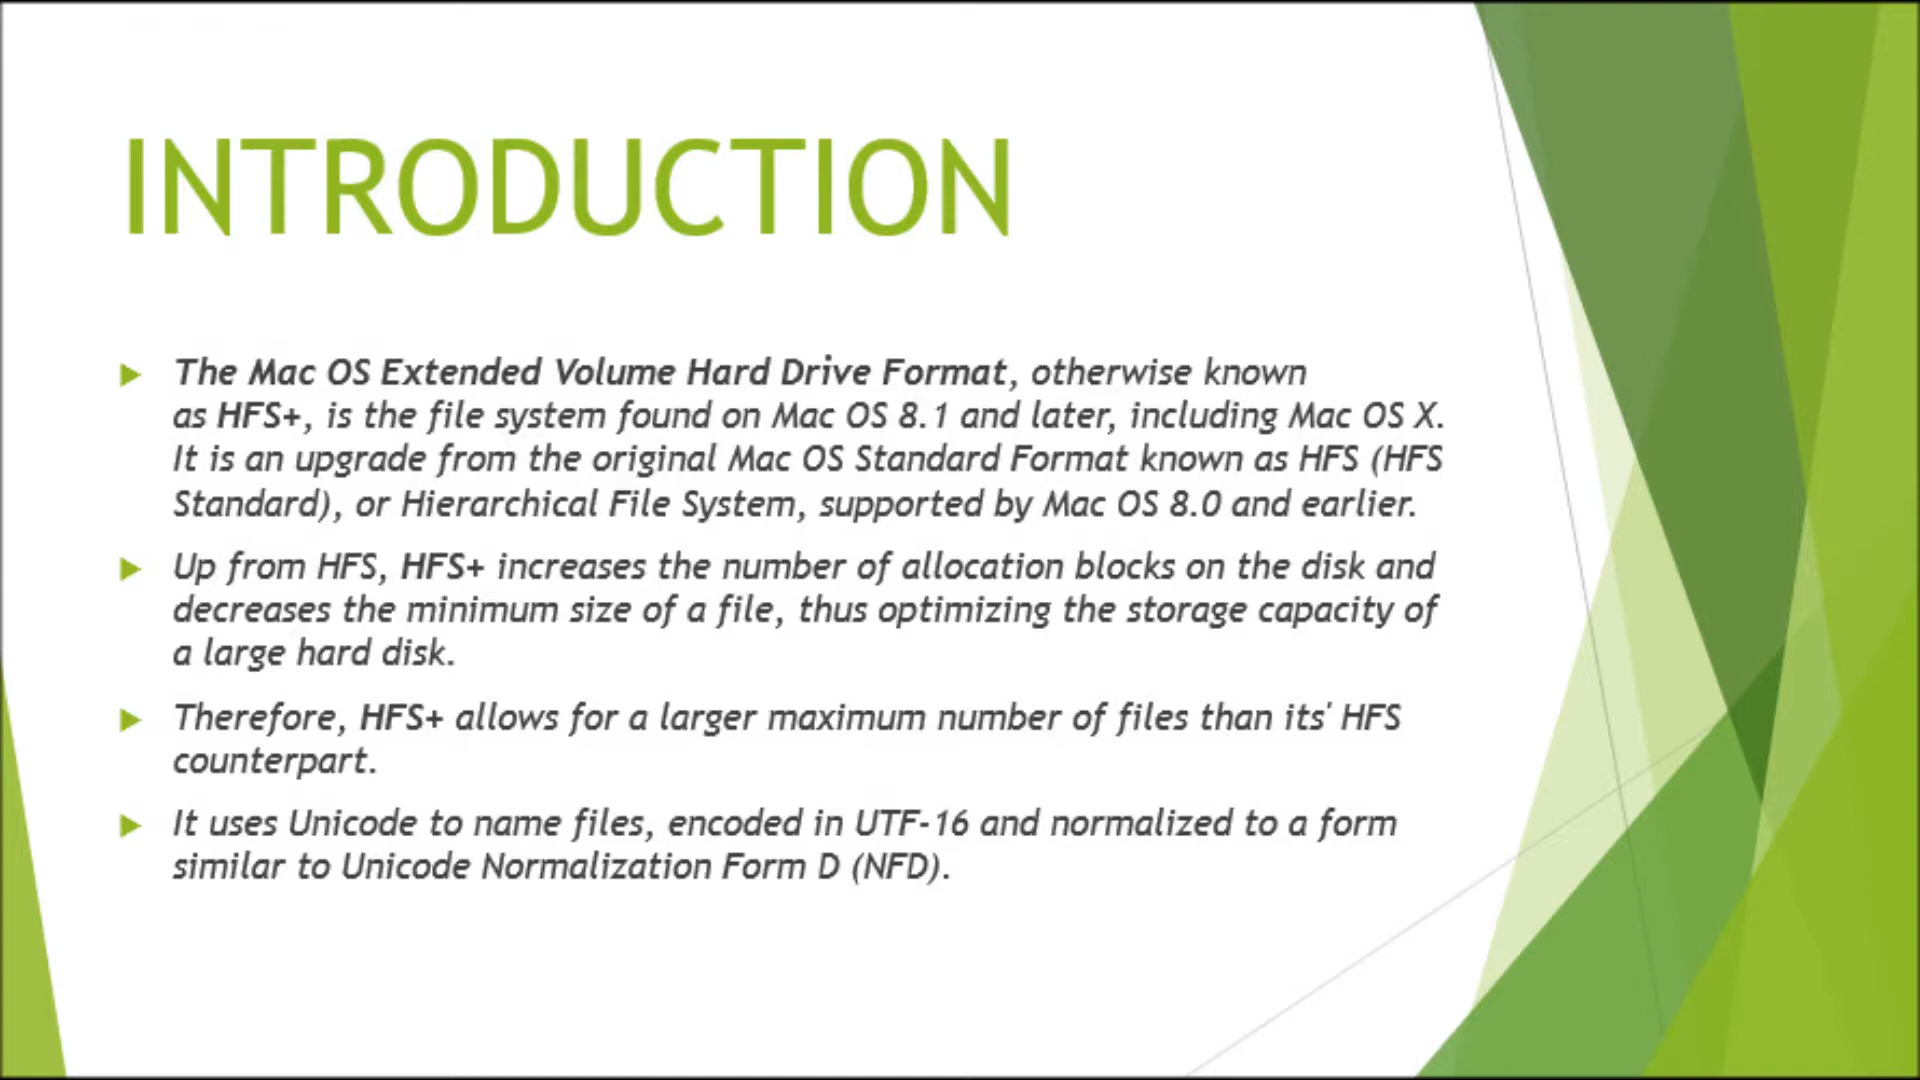 INTRODUCTION
The Mac OS Extended Volume Hard Drive Format, otherwise known
as HFS+, is the file system found on Mac OS 8.1 and later, including Mac OS X.
It is an upgrade from the original Mac OS Standard Format known as HFS (HFS
Standard), or Hierarchical File System, supported by Mac OS 8.0 and earlier.
Up from HFS, HFS+ increases the number of allocation blocks on the disk and
decreases the minimum size of a file, thus optimizing the storage capacity of
a large hard disk.
Therefore, HFS+ allows for a larger maximum number of files than its' HFS
counterpart.
It uses Unicode to name files, encoded in UTF-16 and normalized to a form
similar to Unicode Normalization Form D (NFD).